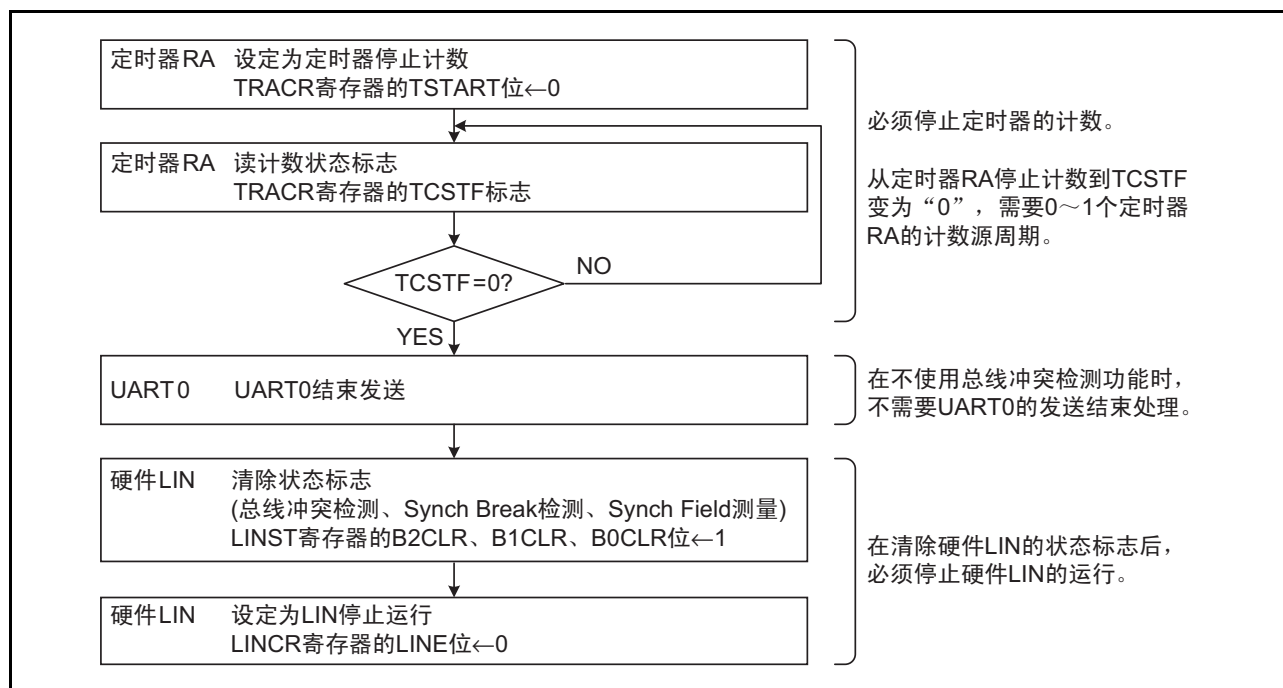 定时器RA 设定为定时器停止计数
TRACR寄存器的TSTART位←0
必须停止定时器的计数。
定时器RA 读计数状态标志
TRACR寄存器的TCSTF标志
从定时器RA停止计数到TCSTF
变为“0”，需要0～1个定时器
RA的计数源周期。
TCSTF=0?
NO
YES
UART0 UART0结束发送
在不使用总线冲突检测功能时，
不需要UART0的发送结束处理。
硬件LIN 清除状态标志
(总线冲突检测、Synch Break检测、Synch Field测量)
LINST寄存器的B2CLR、B1CLR、B0CLR位←1
在清除硬件LIN的状态标志后，
必须停止硬件LIN的运行。
硬件LIN 设定为LIN停止运行
LINCR寄存器的LINE位←0